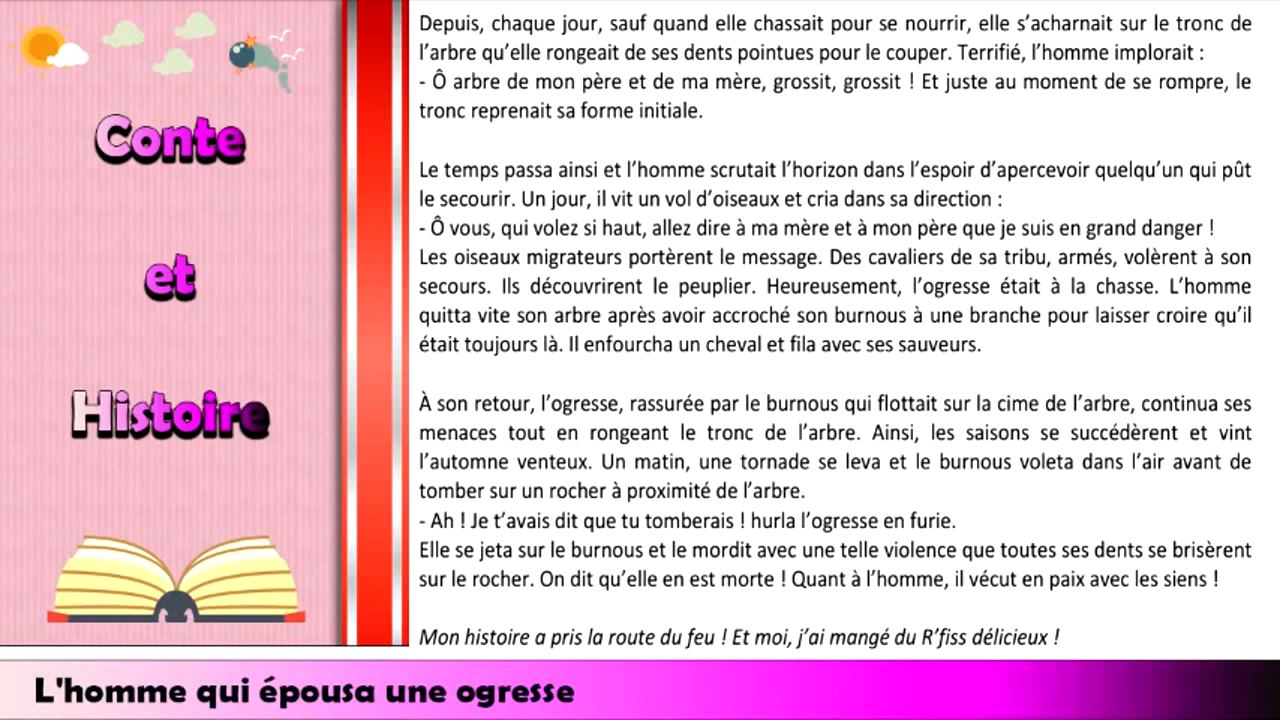 Conte
et
Histoire
Depuis, chaque jour, sauf quand elle chassait pour se nourrir, elle s’acharnait sur le tronc de
l’arbre qu’elle rongeait de ses dents pointues pour le couper. Terrifié, l’homme implorait :
- Ô arbre de mon père et de ma mère, grossit, grossit ! Et juste au moment de se rompre, le
tronc reprenait sa forme initiale.
Le temps passa ainsi et l’homme scrutait l’horizon dans l’espoir d’apercevoir quelqu’un qui pût
le secourir. Un jour, il vit un vol d’oiseaux et cria dans sa direction :
- Ô vous, qui volez si haut, allez dire à ma mère et à mon père que je suis en grand danger !
Les oiseaux migrateurs portèrent le message. Des cavaliers de sa tribu, armés, volèrent à son
secours. Ils découvrirent le peuplier. Heureusement, l’ogresse était à la chasse. L’homme
quitta vite son arbre après avoir accroché son burnous à une branche pour laisser croire qu’il
était toujours là. Il enfourcha un cheval et fila avec ses sauveurs.
À son retour, l’ogresse, rassurée par le burnous qui flottait sur la cime de l’arbre, continua ses
menaces tout en rongeant le tronc de l’arbre. Ainsi, les saisons se succédèrent et vint
l’automne venteux. Un matin, une tornade se leva et le burnous voleta dans l’air avant de
tomber sur un rocher à proximité de l’arbre.
- Ah ! Je t’avais dit que tu tomberais ! hurla l’ogresse en furie.
Elle se jeta sur le burnous et le mordit avec une telle violence que toutes ses dents se brisèrent
sur le rocher. On dit qu’elle en est morte ! Quant à l’homme, il vécut en paix avec les siens !
Mon histoire a pris la route du feu ! Et moi, j’ai mangé du R’fiss délicieux !
L'homme qui épousa une ogresse